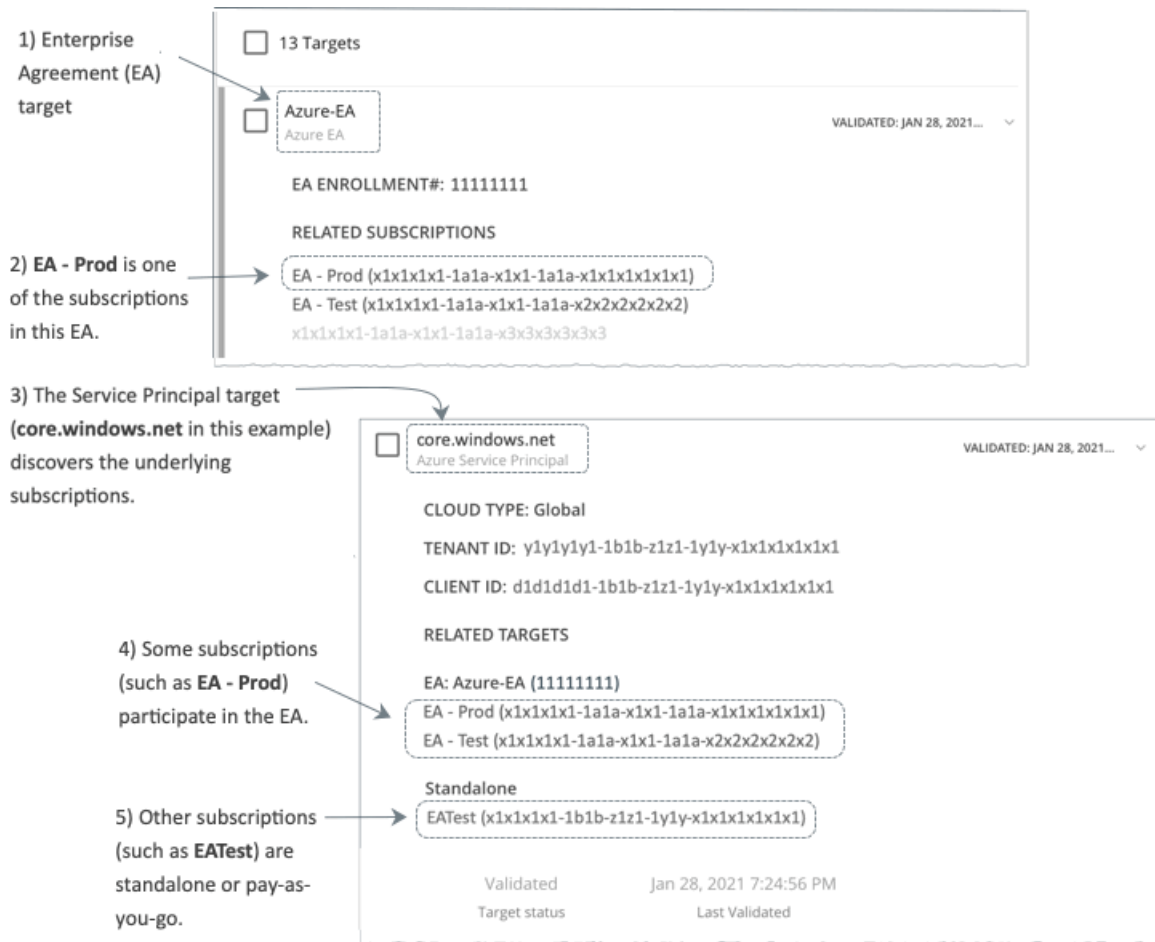 1) Enterprise
Agreement (EA)
target
13 Targets
Azure-EA
Azure EA
VALIDATED: JAN 28, 2021...
EA ENROLLMENT#: 11111111
RELATED SUBSCRIPTIONS
2) EA - Prod is one
of the subscriptions
in this EA.
EA - Prod (x1x1x1x1-1a1a-x1x1-1a1a-x1x1x1x1x1x1)
EA - Test (x1x1x1x1-1a1a-x1x1-1a1a-x2x2x2x2x2x2)
x1x1x1x1-1a1a-x1x1-1a1a-x3x3x3x3x3x3
3) The Service Principal target
(core.windows.net in this example)
discovers the underlying
subscriptions.
core.windows.net
Azure Service Principal
VALIDATED: JAN 28, 2021...
CLOUD TYPE: Global
TENANT ID: y1y1y1y1-1b1b-z1z1-1y1y-x1x1x1x1x1x1
CLIENT ID: d1d1d1d1-1b1b-z1z1-1y1y-x1x1x1x1x1x1
RELATED TARGETS
4) Some subscriptions
(such as EA - Prod)
participate in the EA.
EA: Azure-EA (11111111)
EA - Prod (x1x1x1x1-1a1a-x1x1-1a1a-x1x1x1x1x1x1)
EA - Test (x1x1x1x1-1a1a-x1x1-1a1a-x2x2x2x2x2x2)
Standalone
EATest (x1x1x1x1-1b1b-z1z1-1y1y-x1x1x1x1x1x1)
5) Other subscriptions
(such as EATest) are
standalone or pay-as-
you-go.
Validated
Jan 28, 2021 7:24:56 PM
Target status
Last Validated